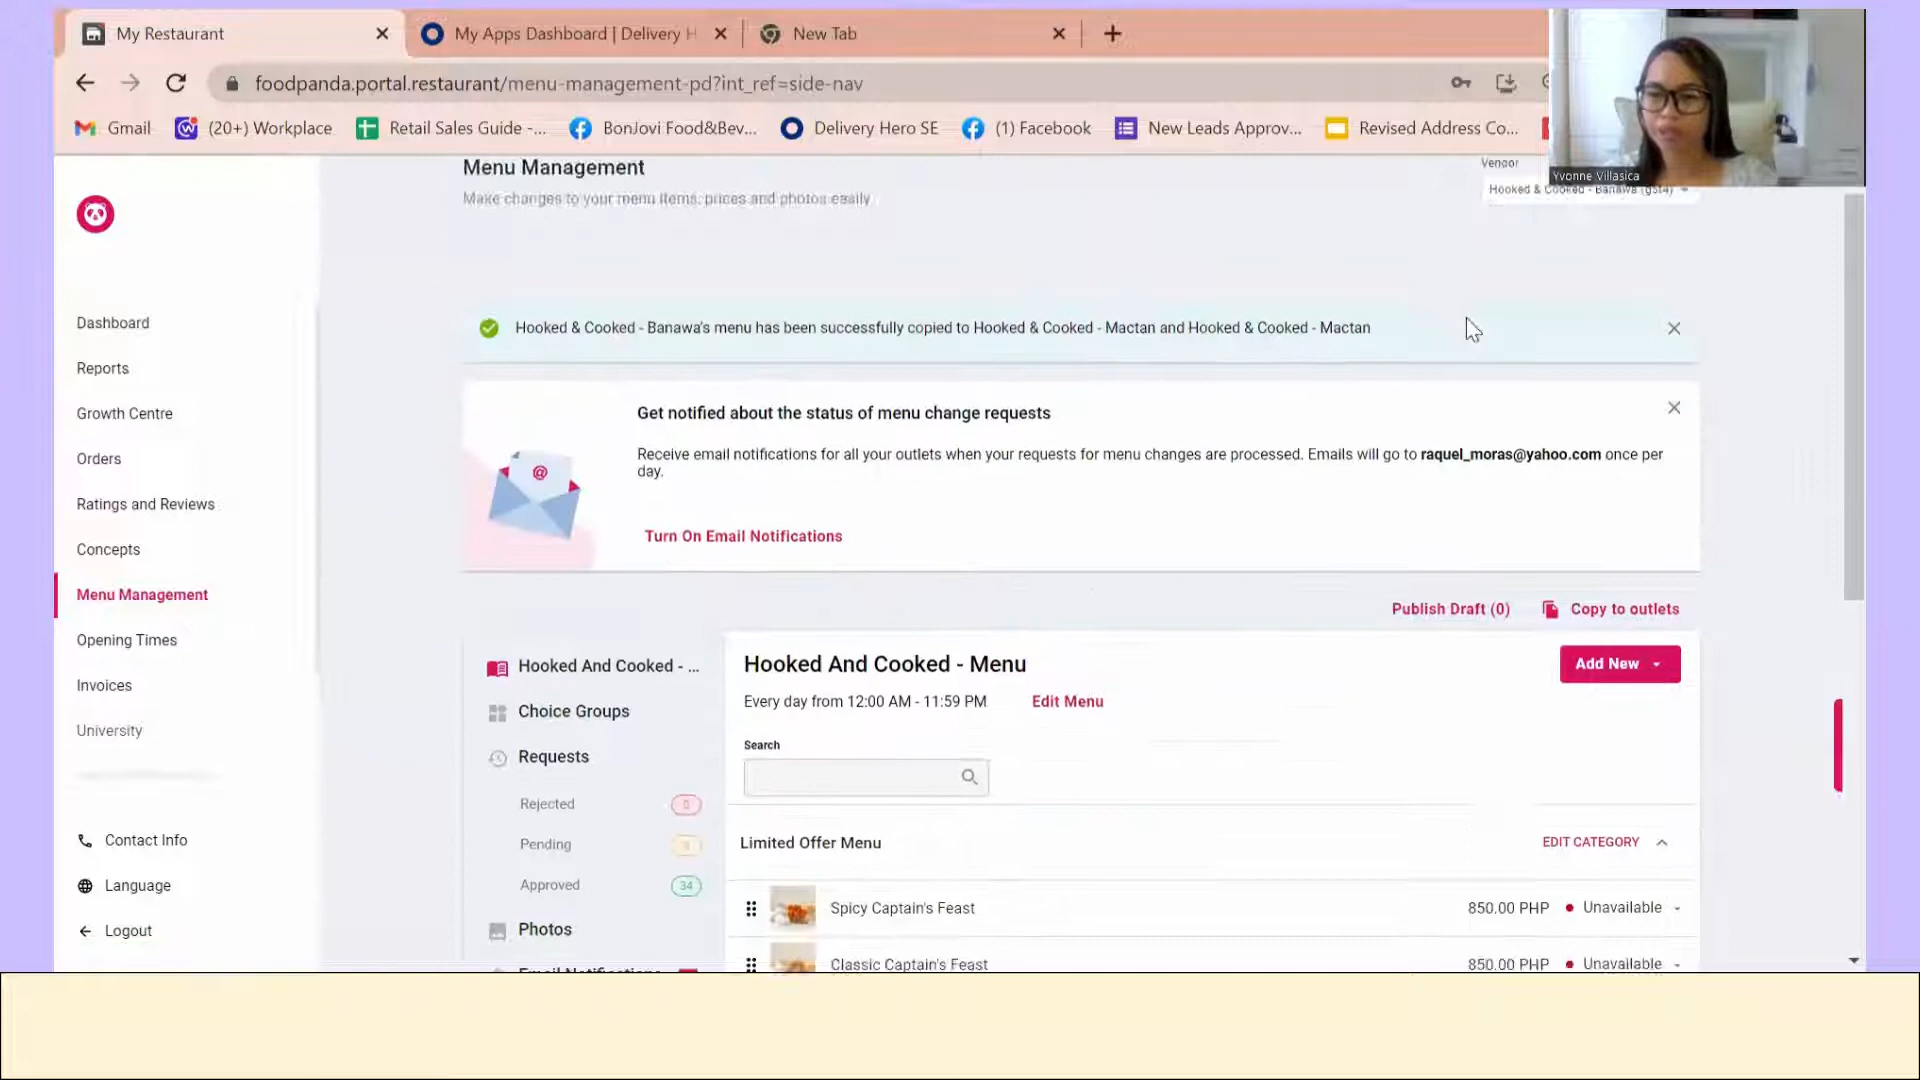 My Restaurant
My Apps Dashboard | Delivery H
New Tab
foodpanda.portal.restaurant/menu-management-pd?int_ref=side-nav
Gmail
(20+) Workplace
Retail Sales Guide -...
BonJovi Food&Bev...
Delivery Hero SE
(1) Facebook
New Leads Approv...
Revised Address Co...
Yvonne Villasica
Menu Management
Make changes to your menu items, prices and photos easily
Vendor
Hooked & Cooked - Banawa (g5t4)
Dashboard
Reports
Growth Centre
Orders
Ratings and Reviews
Concepts
Menu Management
Opening Times
Invoices
University
Contact Info
Language
Logout
Hooked & Cooked - Banawa's menu has been successfully copied to Hooked & Cooked - Mactan and Hooked & Cooked - Mactan
Get notified about the status of menu change requests
Receive email notifications for all your outlets when your requests for menu changes are processed. Emails will go to raquel_moras@yahoo.com once per
day.
Turn On Email Notifications
Publish Draft (0)
Copy to outlets
Hooked And Cooked - ...
Choice Groups
Requests
Rejected 0
Pending
Approved 34
Photos
Email Notifications
Hooked And Cooked - Menu
Add New
Every day from 12:00 AM - 11:59 PM
Edit Menu
Search
Limited Offer Menu
EDIT CATEGORY
Spicy Captain's Feast
850.00 PHP
Unavailable
Classic Captain's Feast
850.00 PHP
Unavailable